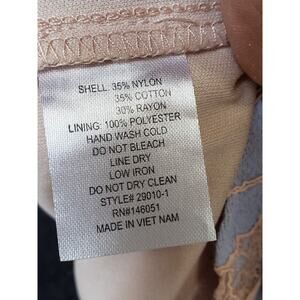 SHELL: 35% NYLON
35% COTTON
30% RAYON
LINING: 100% POLYESTER
HAND WASH COLD
DO NOT BLEACH
LINE DRY
LOW IRON
DO NOT DRY CLEAN
STYLE# 29010-1
RN#146051
MADE IN VIET NAM